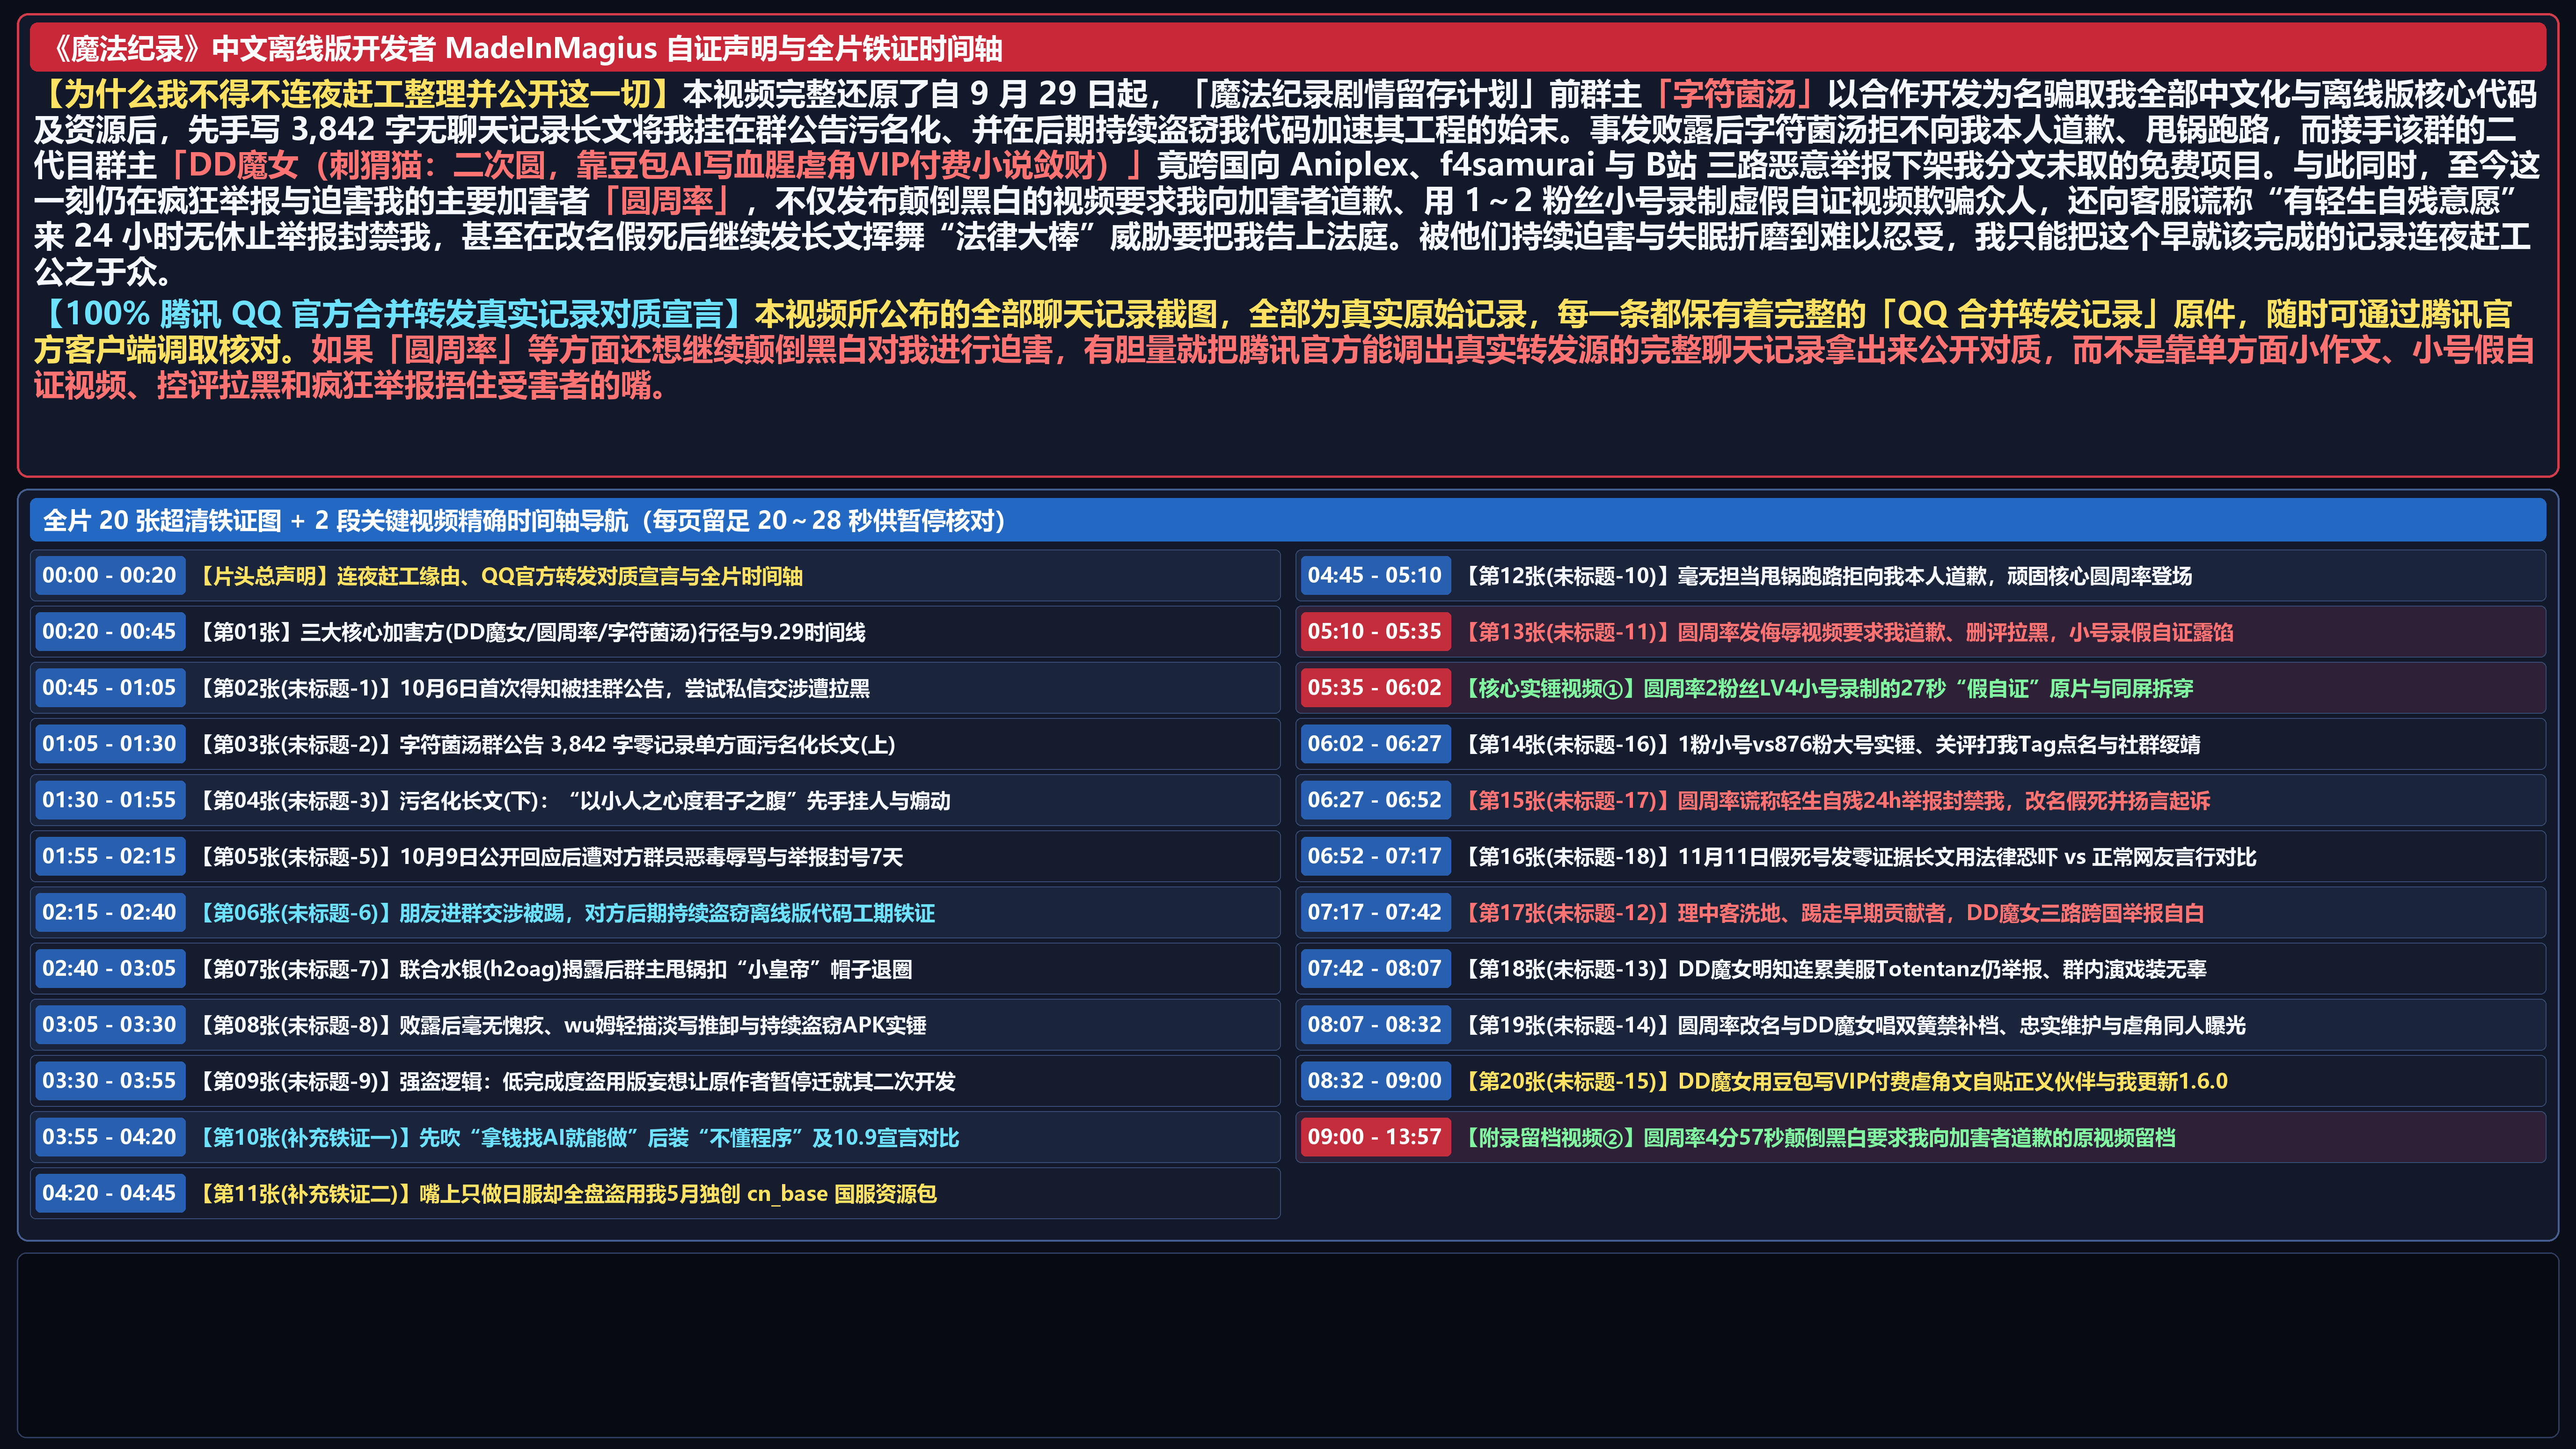 《魔法纪录》中文离线版开发者 MadeInMagius 自证声明与全片铁证时间轴
【为什么我不得不连夜赶工整理并公开这一切】本视频完整还原了自 9 月 29 日起，「魔法纪录剧情留存计划」前群主「字符菌汤」以合作开发为名骗取我全部中文化与离线版核心代码
及资源后，先手写 3,842 字无聊天记录长文将我挂在群公告污名化、并在后期持续盗窃我代码加速其工程的始末。事发败露后字符菌汤拒不向我本人道歉、甩锅跑路，而接手该群的二
代目群主「DD魔女（刺猬猫：二次圆，靠豆包AI写血腥虐角VIP付费小说敛财）」竟跨国向 Aniplex、f4samurai 与 B站 三路恶意举报下架我分文未取的免费项目。与此同时，至今这
一刻仍在疯狂举报与迫害我的主要加害者「圆周率」，不仅发布颠倒黑白的视频要求我向加害者道歉、用 1～2 粉丝小号录制虚假自证视频欺骗众人，还向客服谎称“有轻生自残意愿”
来 24 小时无休止举报封禁我，甚至在改名假死后继续发长文挥舞“法律大棒”威胁要把我告上法庭。被他们持续迫害与失眠折磨到难以忍受，我只能把这个早就该完成的记录连夜赶工
公之于众。
【100% 腾讯 QQ 官方合并转发真实记录对质宣言】本视频所公布的全部聊天记录截图，全部为真实原始记录，每一条都保有着完整的「QQ 合并转发记录」原件，随时可通过腾讯官
方客户端调取核对。如果「圆周率」等方面还想继续颠倒黑白对我进行迫害，有胆量就把腾讯官方能调出真实转发源的完整聊天记录拿出来公开对质，而不是靠单方面小作文、小号假自
证视频、控评拉黑和疯狂举报捂住受害者的嘴。
全片 20 张超清铁证图 + 2 段关键视频精确时间轴导航（每页留足 20～28 秒供暂停核对）
00:00 - 00:20 【片头总声明】连夜赶工缘由、QQ官方转发对质宣言与全片时间轴
00:20 - 00:45 【第01张】三大核心加害方(DD魔女/圆周率/字符菌汤)行径与9.29时间线
00:45 - 01:05 【第02张(未标题-1)】10月6日首次得知被挂群公告，尝试私信交涉遭拉黑
01:05 - 01:30 【第03张(未标题-2)】字符菌汤群公告 3,842 字零记录单方面污名化长文(上)
01:30 - 01:55 【第04张(未标题-3)】污名化长文(下)：“以小人之心度君子之腹”先手挂人与煽动
01:55 - 02:15 【第05张(未标题-5)】10月9日公开回应后遭对方群员恶毒辱骂与举报封号7天
02:15 - 02:40 【第06张(未标题-6)】朋友进群交涉被踢，对方后期持续盗窃离线版代码工期铁证
02:40 - 03:05 【第07张(未标题-7)】联合水银(h2oag)揭露后群主甩锅扣“小皇帝”帽子退圈
03:05 - 03:30 【第08张(未标题-8)】败露后毫无愧疚、wu姆轻描淡写推卸与持续盗窃APK实锤
03:30 - 03:55 【第09张(未标题-9)】强盗逻辑：低完成度盗用版妄想让原作者暂停迁就其二次开发
03:55 - 04:20 【第10张(补充铁证一)】先吹“拿钱找AI就能做”后装“不懂程序”及10.9宣言对比
04:20 - 04:45 【第11张(补充铁证二)】嘴上只做日服却全盘盗用我5月独创 cn_base 国服资源包
04:45 - 05:10 【第12张(未标题-10)】毫无担当甩锅跑路拒向我本人道歉，顽固核心圆周率登场
05:10 - 05:35 【第13张(未标题-11)】圆周率发侮辱视频要求我道歉、删评拉黑，小号录假自证露馅
05:35 - 06:02 【核心实锤视频①】圆周率2粉丝LV4小号录制的27秒“假自证”原片与同屏拆穿
06:02 - 06:27 【第14张(未标题-16)】1粉小号vs876粉大号实锤、关评打我Tag点名与社群绥靖
06:27 - 06:52 【第15张(未标题-17)】圆周率谎称轻生自残24h举报封禁我，改名假死并扬言起诉
06:52 - 07:17 【第16张(未标题-18)】11月11日假死号发零证据长文用法律恐吓 vs 正常网友言行对比
07:17 - 07:42 【第17张(未标题-12)】理中客洗地、踢走早期贡献者，DD魔女三路跨国举报自白
07:42 - 08:07 【第18张(未标题-13)】DD魔女明知连累美服Totentanz仍举报、群内演戏装无辜
08:07 - 08:32 【第19张(未标题-14)】圆周率改名与DD魔女唱双簧禁补档、忠实维护与虐角同人曝光
08:32 - 09:00 【第20张(未标题-15)】DD魔女用豆包写VIP付费虐角文自贴正义伙伴与我更新1.6.0
09:00 - 13:57 【附录留档视频②】圆周率4分57秒颠倒黑白要求我向加害者道歉的原视频留档